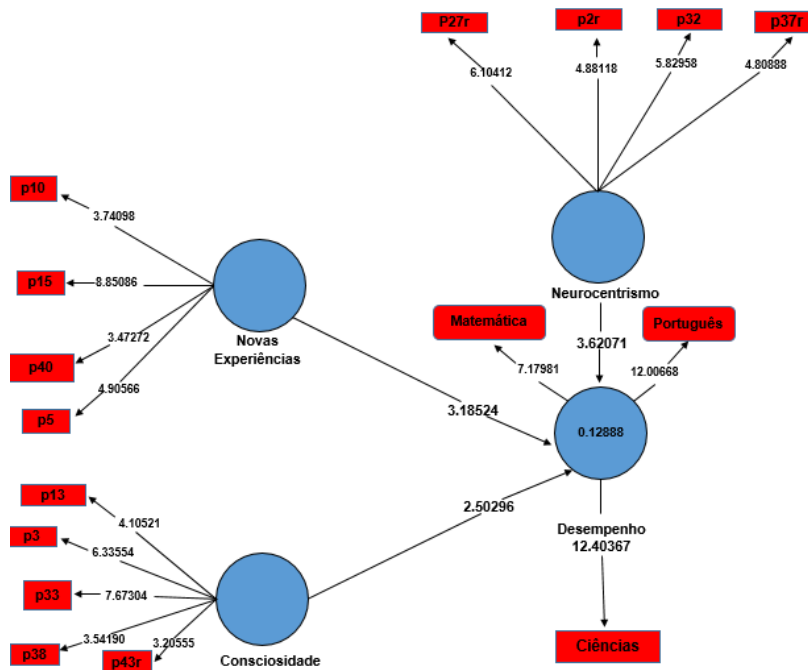 P27r
p2r
p32
p37r
6.10412
4.88118
5.82958
4.80888
Neurocentrismo
3.62071
p10
p15
p40
p5
3.74098
8.85086
3.47272
4.90566
Novas
Experiências
3.18524
Matemática
Português
7.17981
12.00668
0.12888
Desempenho
12.40367
Ciências
p13
p3
p33
p38
p43r
4.10521
6.33554
7.67304
3.54190
3.20555
Consciosidade
2.50296